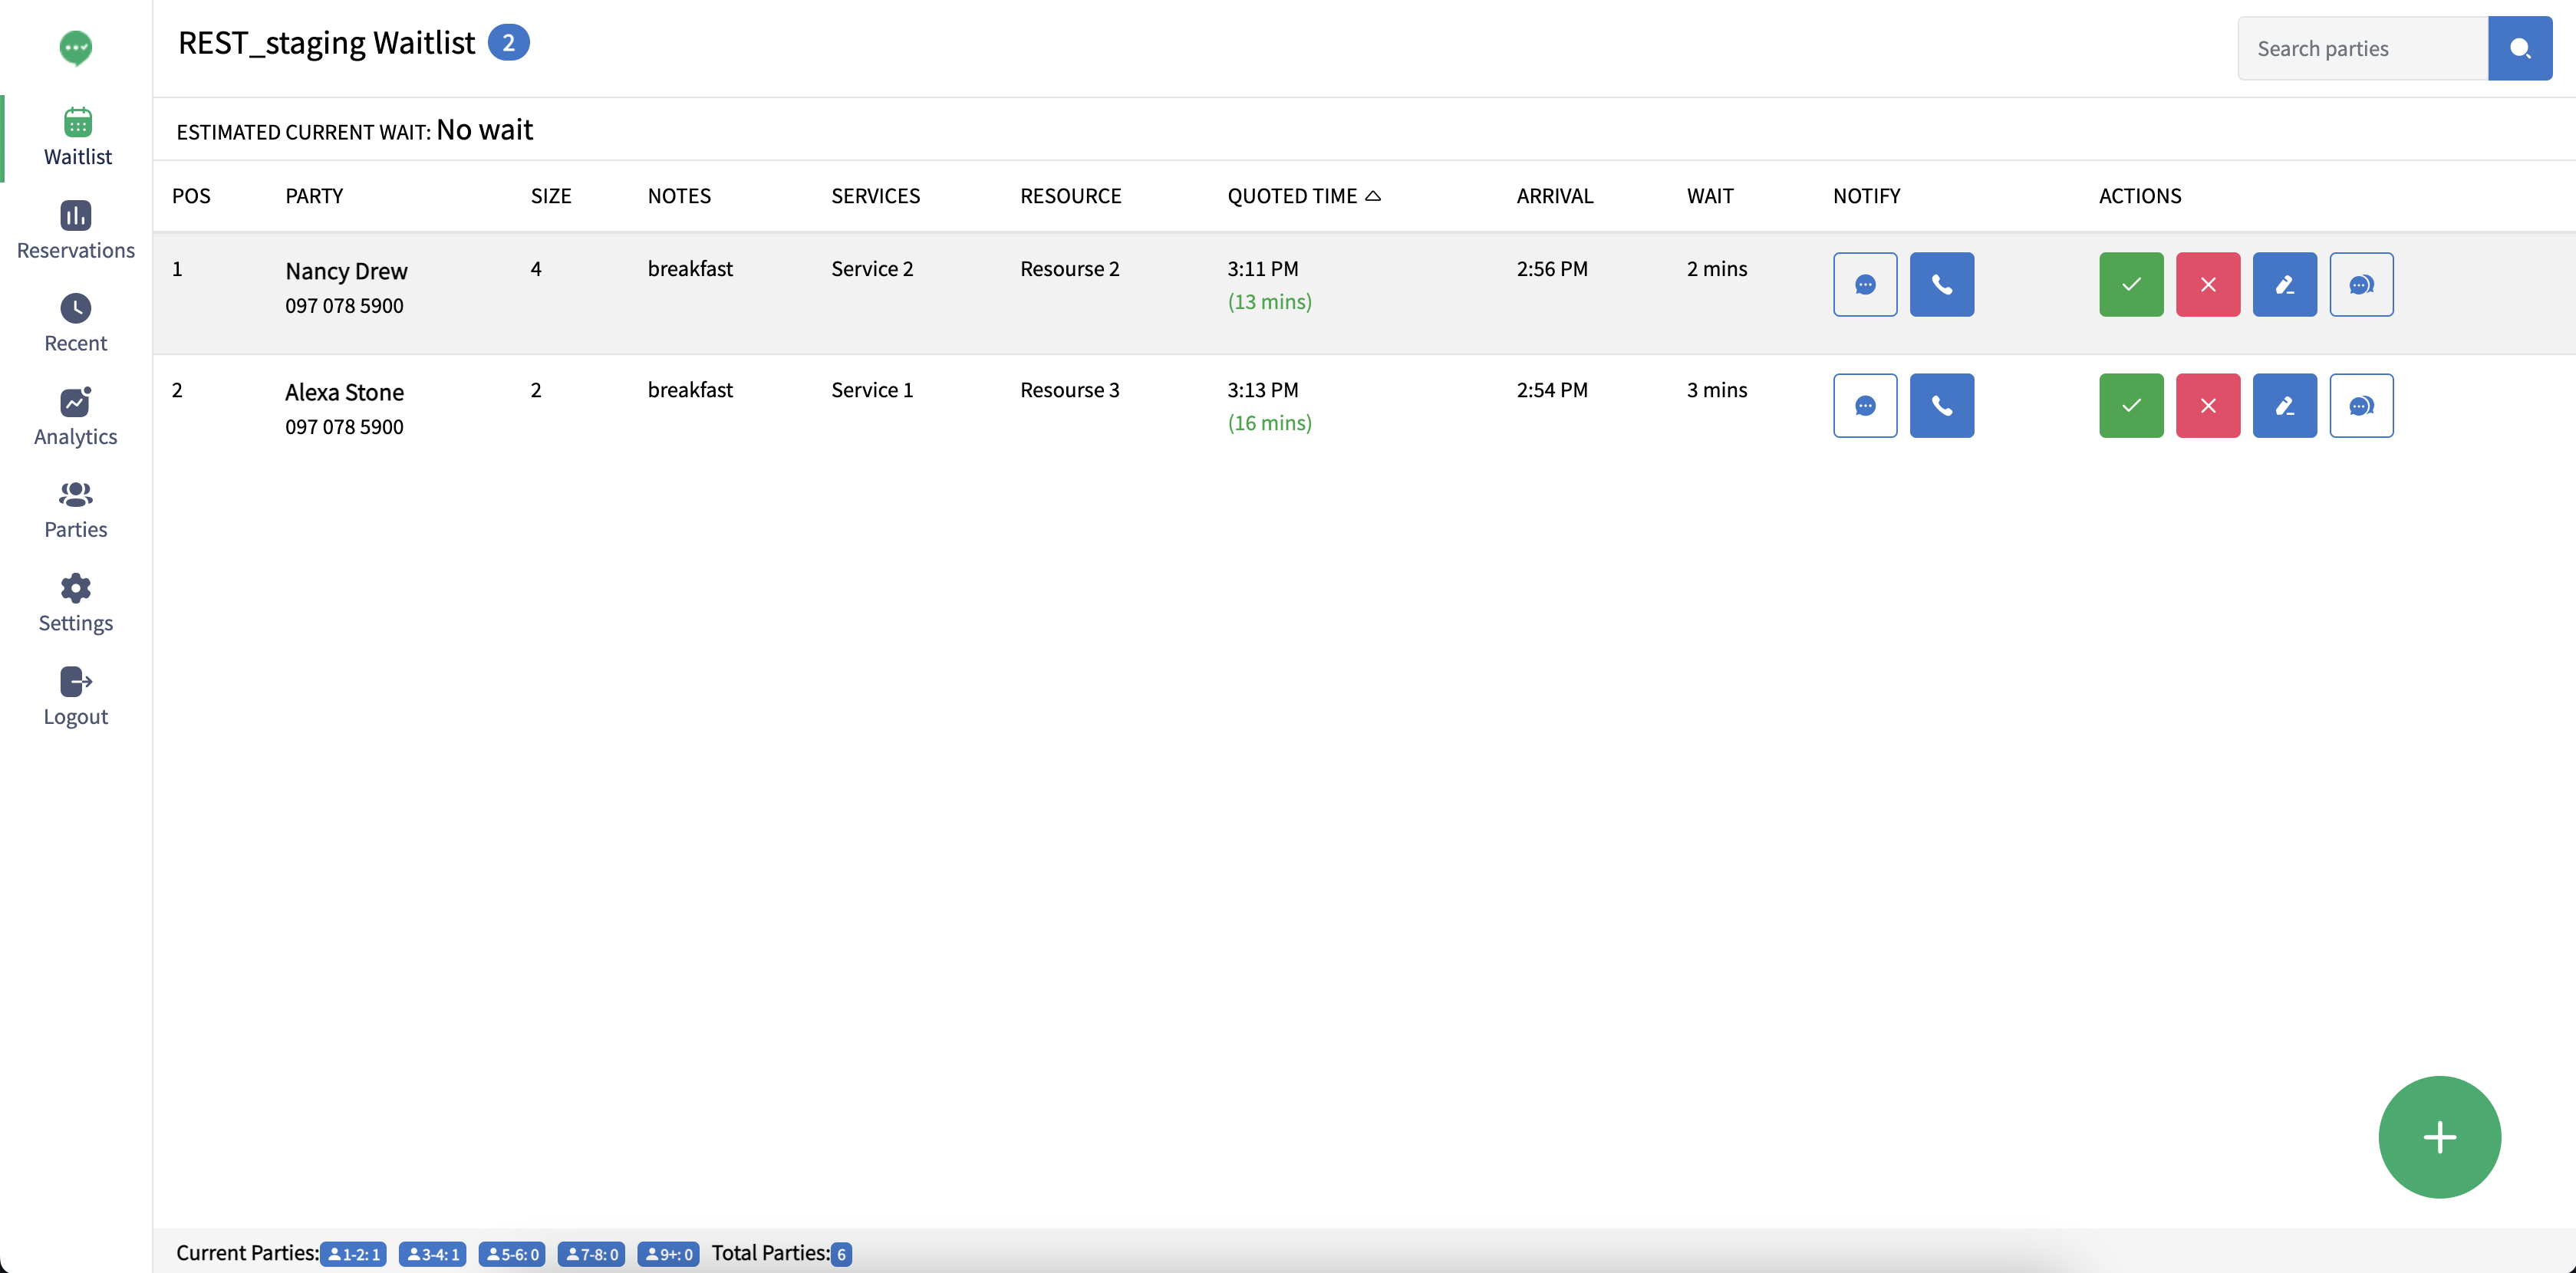 REST_staging Waitlist 2
Search parties
Waitlist
Reservations
Recent
Analytics
Parties
Settings
Logout
ESTIMATED CURRENT WAIT: No wait
POS PARTY SIZE NOTES SERVICES RESOURCE QUOTED TIME ARRIVAL WAIT NOTIFY ACTIONS
1 Nancy Drew 4 breakfast Service 2 Resourse 2 3:11 PM 2:56 PM 2 mins
097 078 5900 (13 mins)
2 Alexa Stone 2 breakfast Service 1 Resourse 3 3:13 PM 2:54 PM 3 mins
097 078 5900 (16 mins)
Current Parties: 1-2: 1 3-4: 1 5-6: 0 7-8: 0 9+: 0 Total Parties: 6